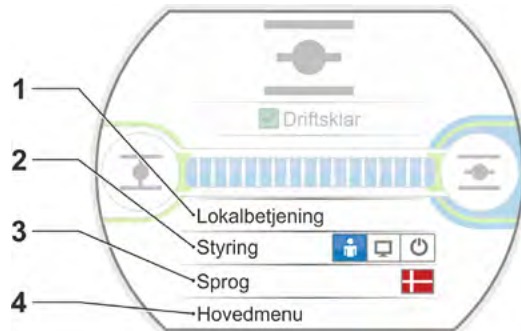 Driftsklar
1
Lokalbetjening
2
Styring
3
Sprog
4
Hovedmenu